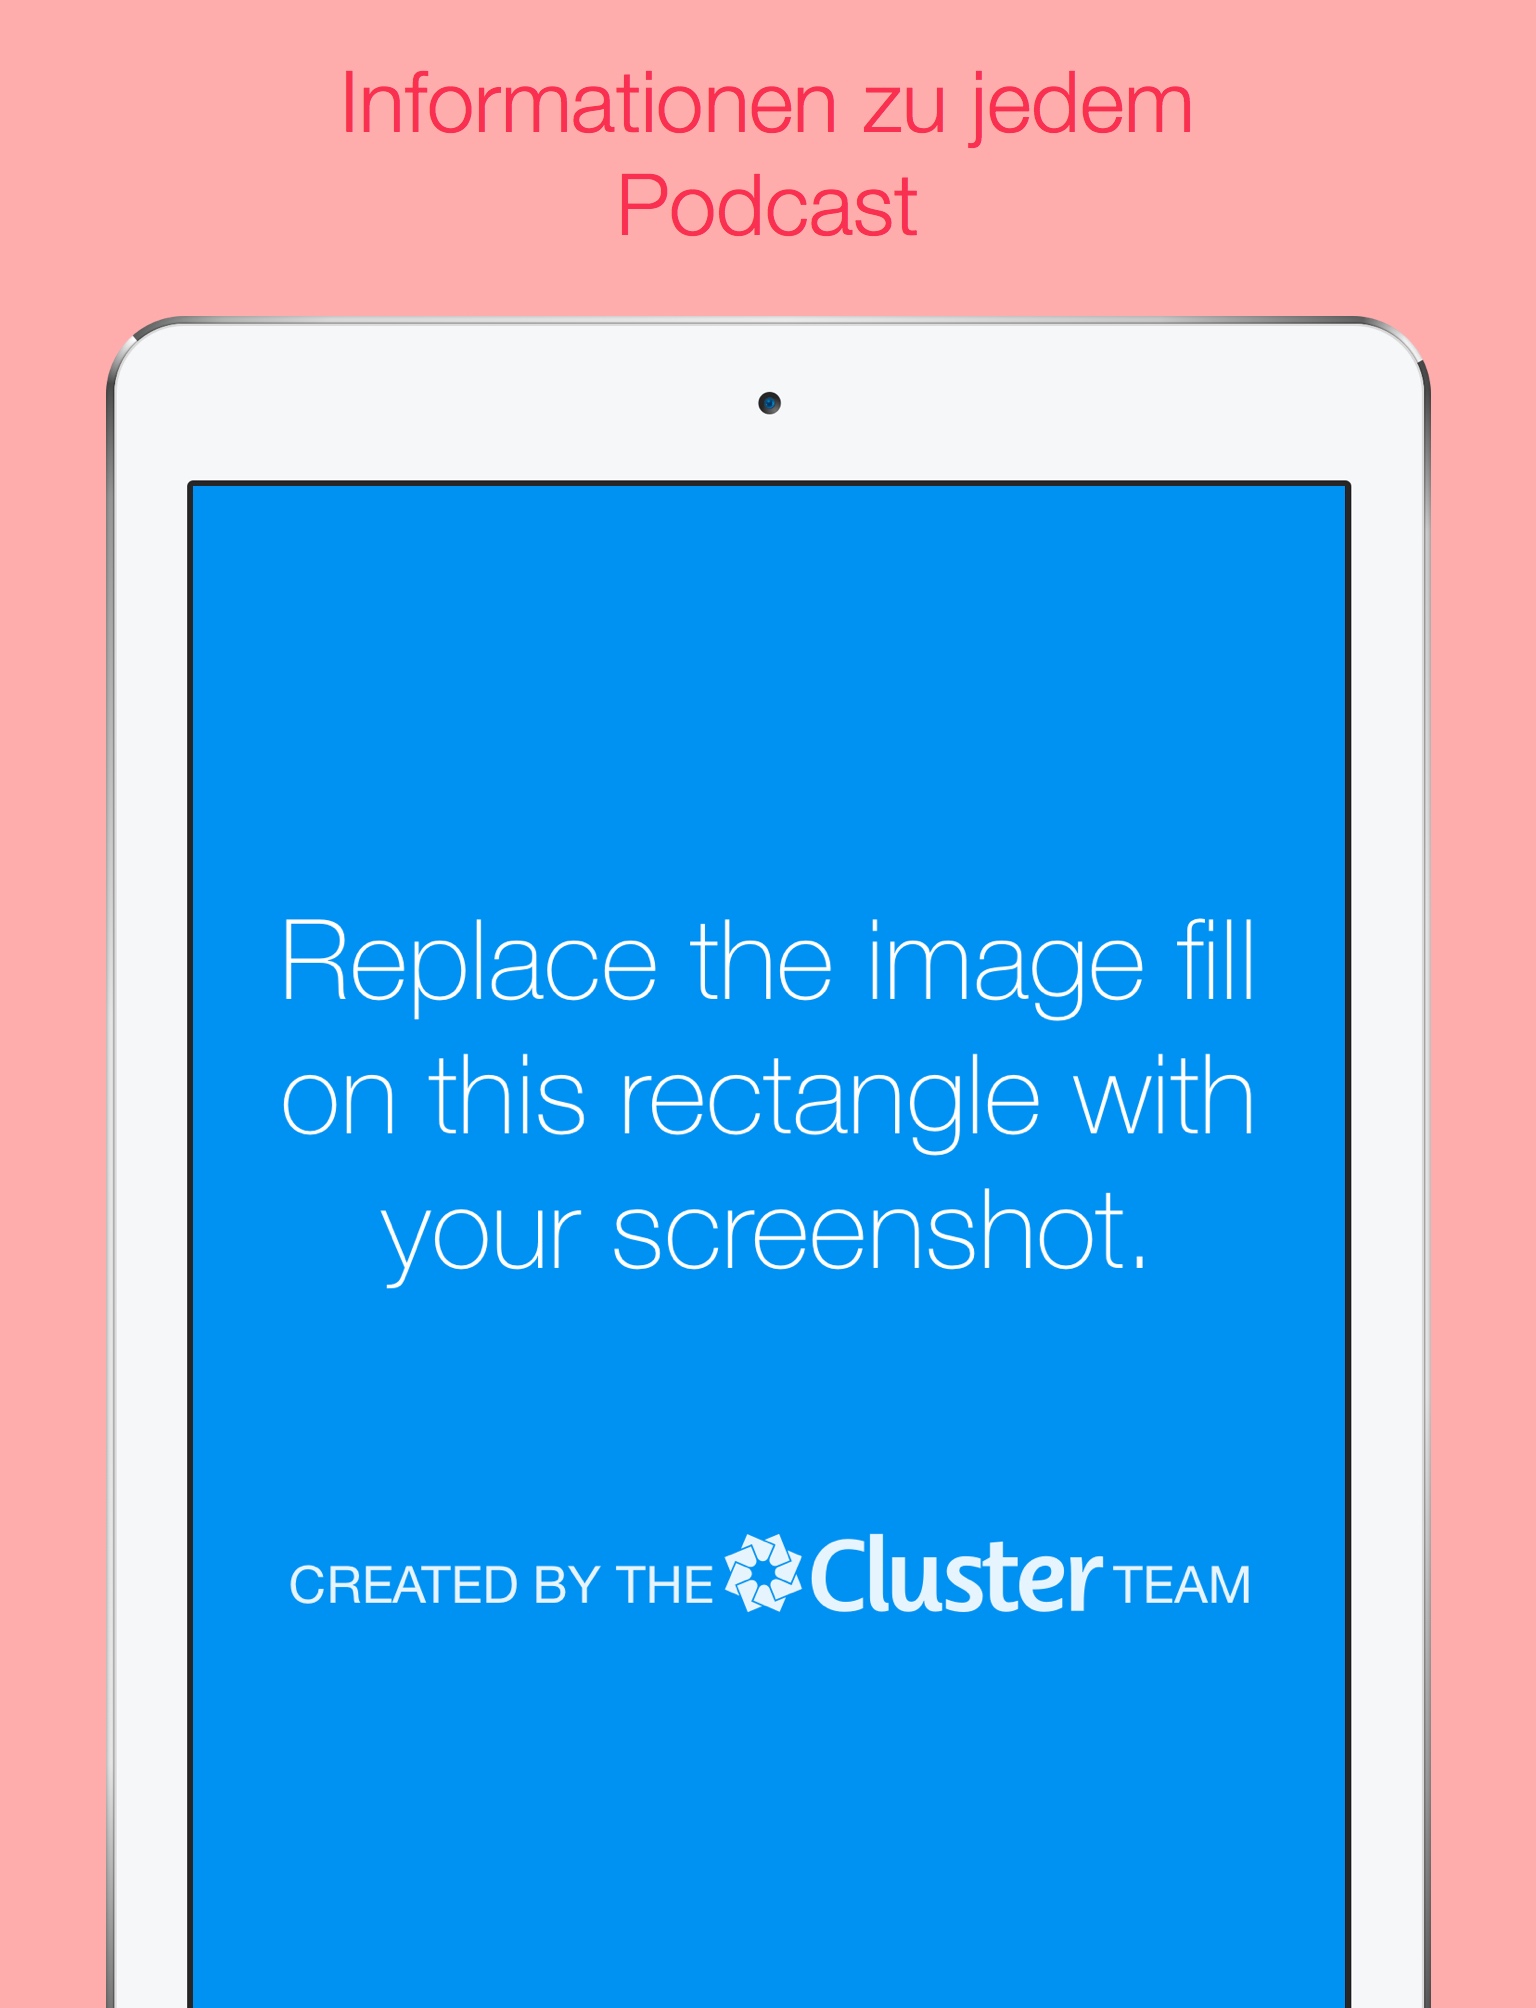 Informationen zu jedem
Podcast
Replace the image fill
on this rectangle with
your screenshot.
CREATED BY THE Cluster TEAM